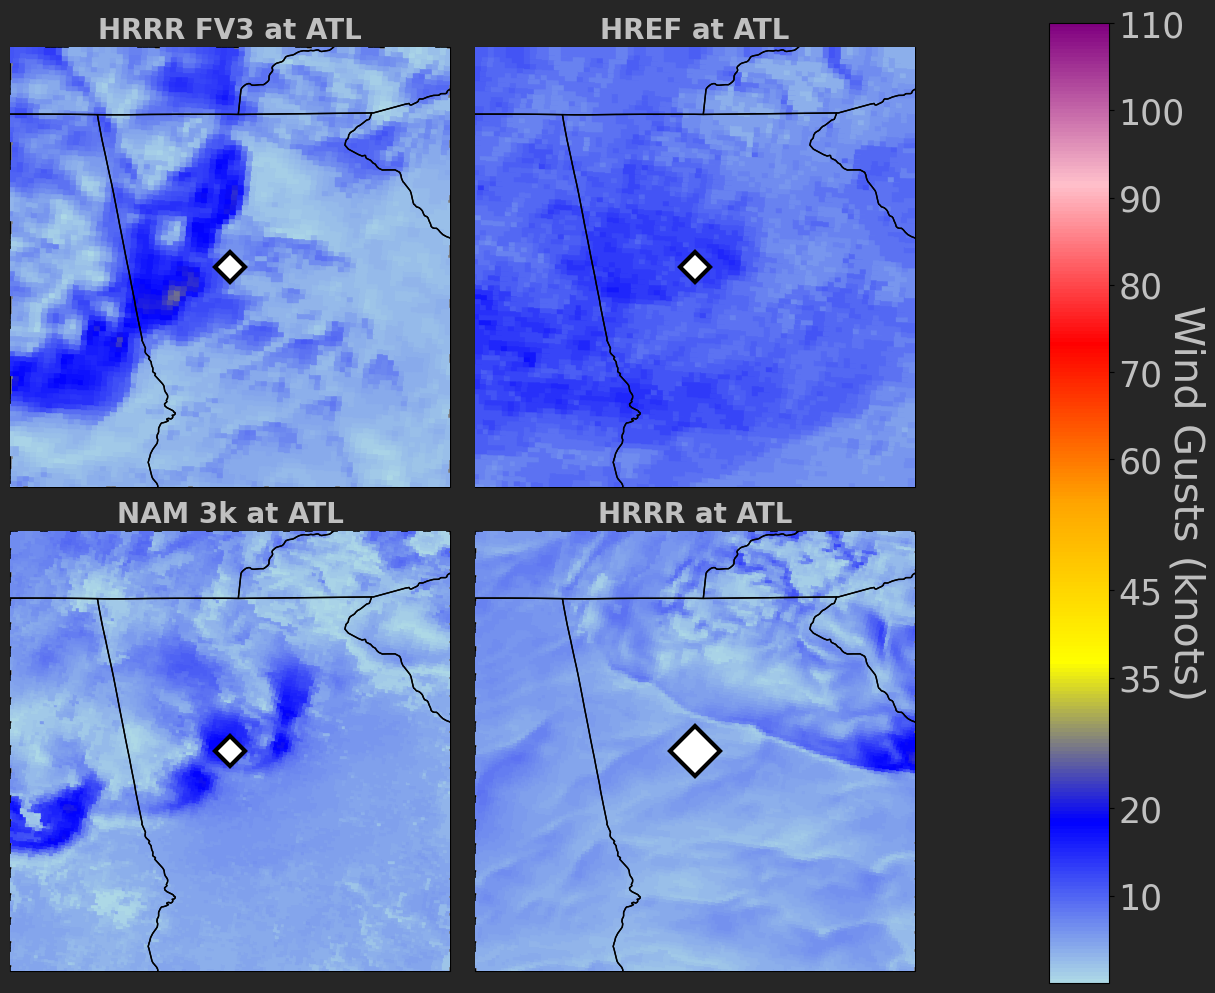 HRRR FV3 at ATL
HREF at ATL
NAM 3k at ATL
HRRR at ATL
110
100
90
80
70
60
45
35
20
10
Wind Gusts (knots)